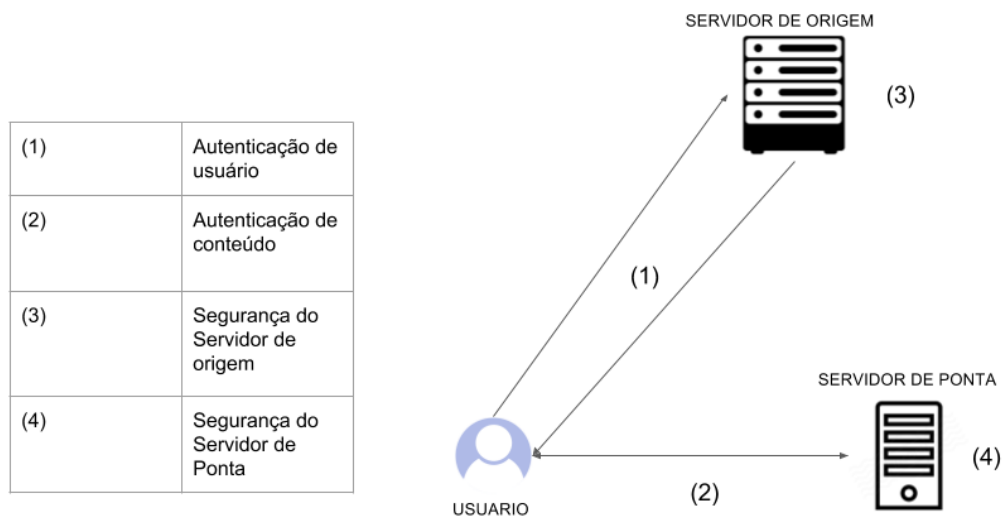 SERVIDOR DE ORIGEM
(3)
(1)
Autenticação de
usuário
(2)
Autenticação de
conteúdo
(3)
Segurança do
Servidor de
origem
(4)
Segurança do
Servidor de
Ponta
(1)
SERVIDOR DE PONTA
(4)
(2)
USUARIO